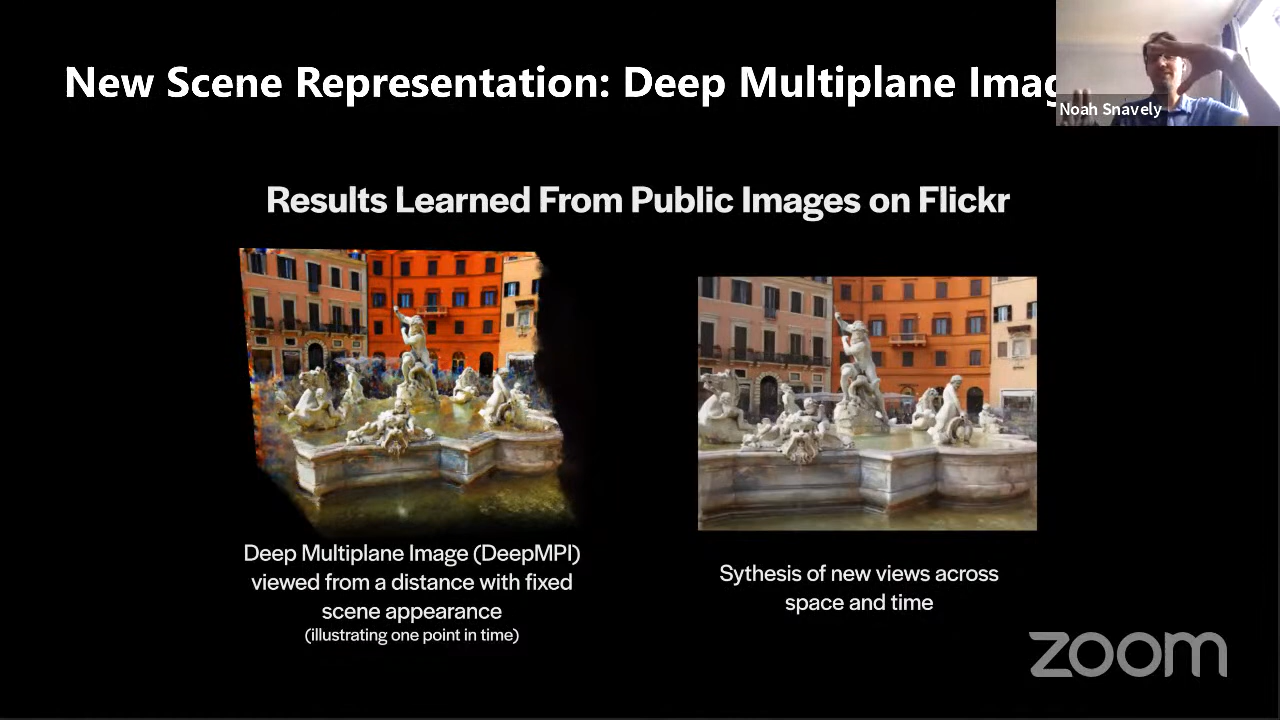 New Scene Representation: Deep Multiplane Imag
Noah Snavely
Results Learned From Public Images on Flickr
Deep Multiplane Image (DeepMPI)
viewed from a distance with fixed
scene appearance
(illustrating one point in time)
Sythesis of new views across
space and time
zoom